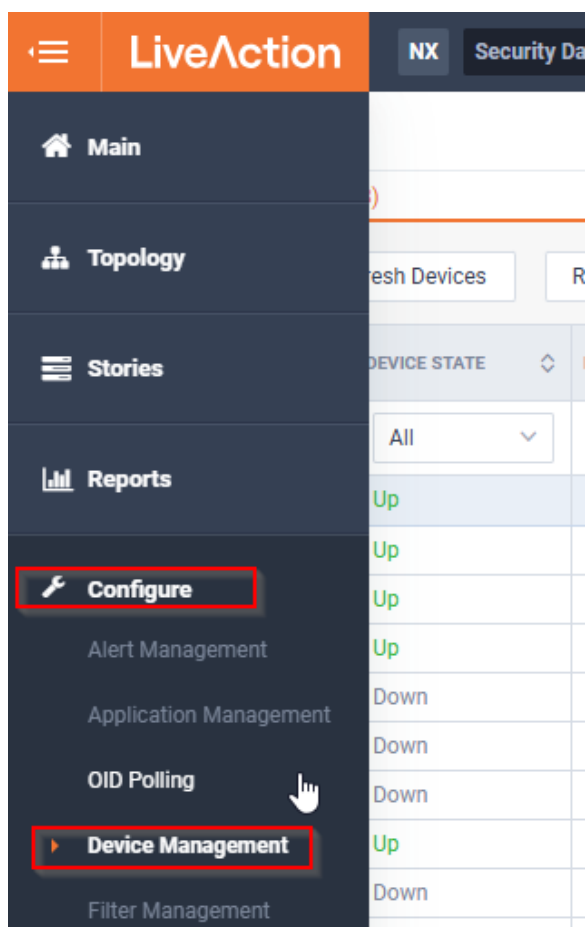 LiveAction
NX
Security Da
Main
)
Topology
resh Devices
R
Stories
DEVICE STATE
All
Reports
Up
Up
Configure
Up
Alert Management
Up
Down
Application Management
Down
OID Polling
Down
Device Management
Up
Down
Filter Management